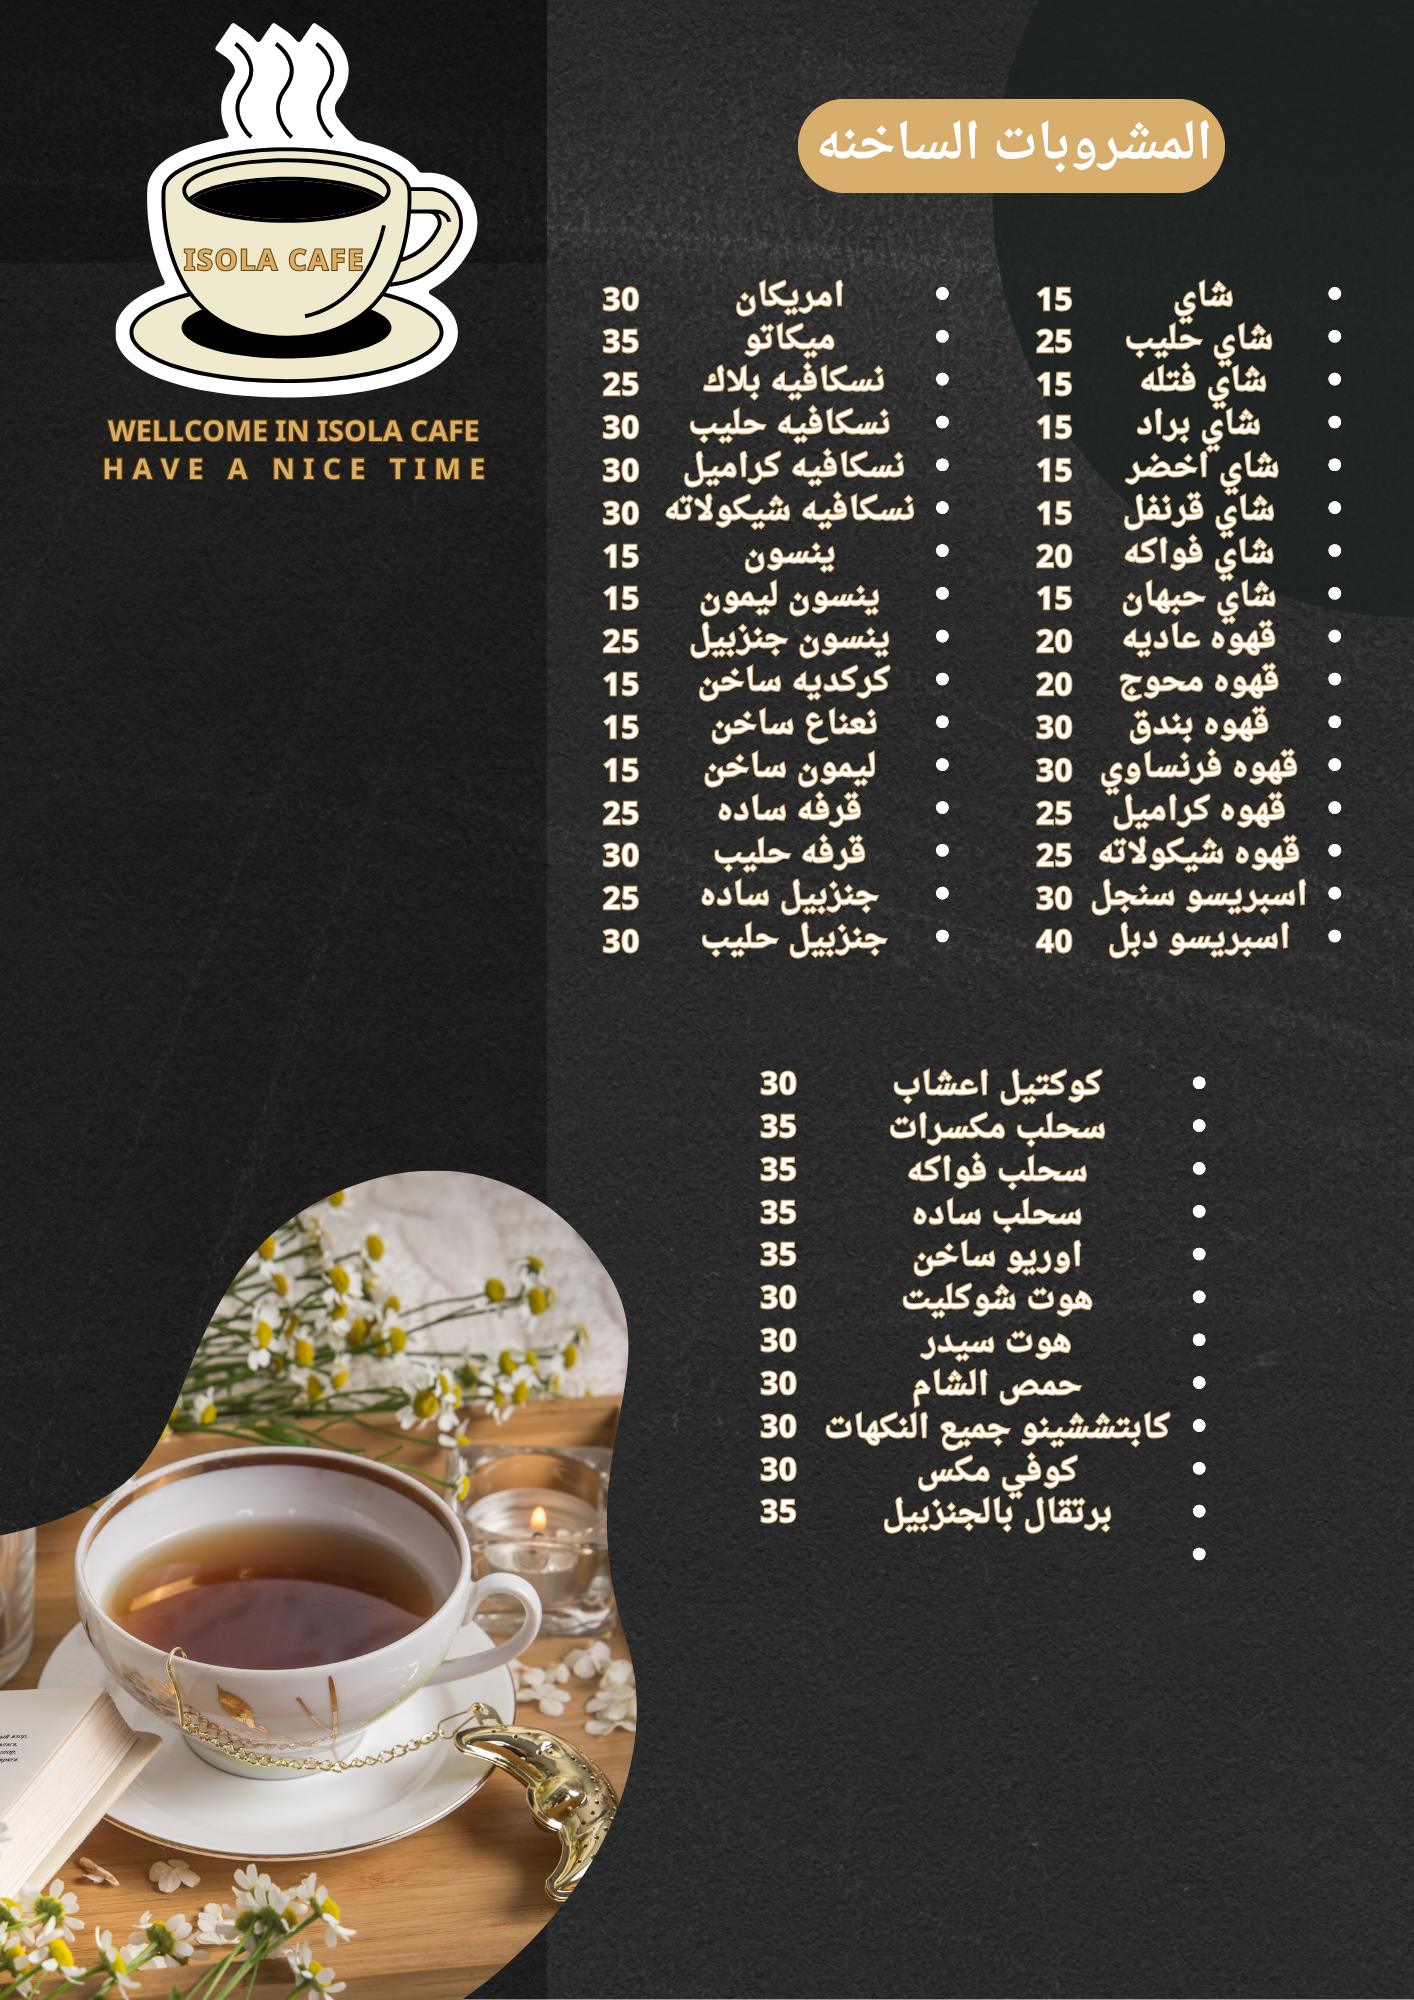 ISOLA CAFE
WELLCOME IN ISOLA CAFE
HAVE A NICE TIME
المشروبات الساخنه
شاي 15
شاي حليب 25
شاي فتله 15
شاي براد 15
شاي اخضر 15
شاي قرنفل 15
شاي فواكه 20
شاي حبهان 15
قهوه عاديه 20
قهوه محوج 20
قهوه بندق 30
قهوه فرنساوي 30
قهوه كراميل 25
قهوه شيكولاته 25
اسبريسو سنجل 30
اسبريسو دبل 40
امريكان 30
ميكاتو 35
نسكافيه بلاك 25
نسكافيه حليب 30
نسكافيه كراميل 30
نسكافيه شيكولاته 30
ينسون 15
ينسون ليمون 15
ينسون جنزبيل 25
كركديه ساخن 15
نعناع ساخن 15
ليمون ساخن 15
قرفه ساده 25
قرفه حليب 30
جنزبيل ساده 25
جنزبيل حليب 30
كوكتيل اعشاب 30
سحلب مكسرات 35
سحلب فواكه 35
سحلب ساده 35
اوريو ساخن 35
هوت شوكليت 30
هوت سيدر 30
حمص الشام 30
كابتششينو جميع النكهات 30
كوفي مكس 30
برتقال بالجنزبيل 35